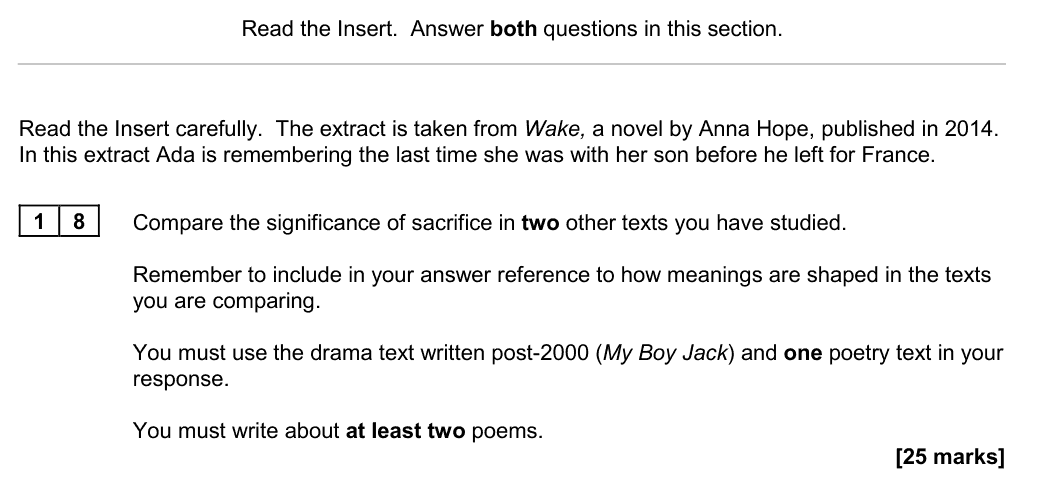 Read the Insert.  Answer both questions in this section.
Read the Insert carefully.  The extract is taken from Wake, a novel by Anna Hope, published in 2014.
In this extract Ada is remembering the last time she was with her son before he left for France.
1 8 Compare the significance of sacrifice in two other texts you have studied.
Remember to include in your answer reference to how meanings are shaped in the texts
you are comparing.
You must use the drama text written post-2000 (My Boy Jack) and one poetry text in your
response.
You must write about at least two poems.
[25 marks]